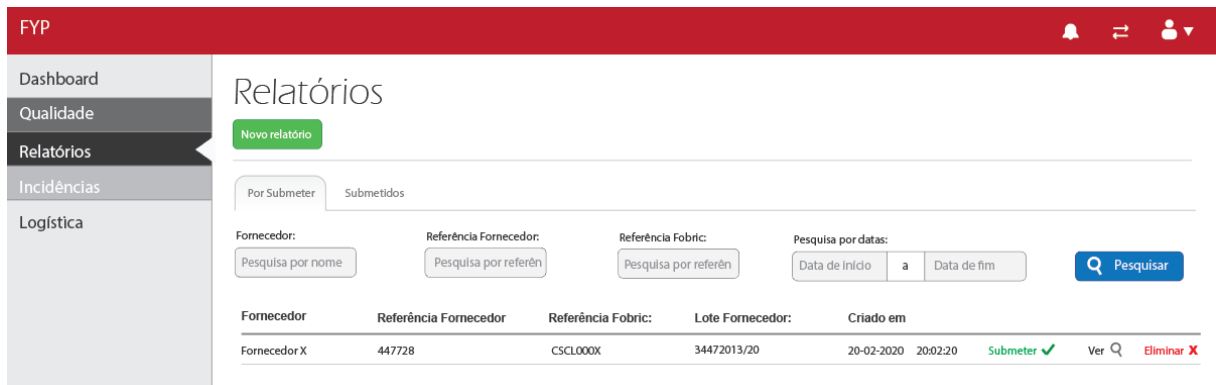 FYP
Dashboard
Qualidade
Relatórios
Incidências
Logística
Relatórios
Novo relatório
Por Submeter Submetidos
Fornecedor: Referência Fornecedor: Referência Fobric: Pesquisa por datas:
Pesquisa por nome Pesquisa por referên Pesquisa por referên Data de início a Data de fim Pesquisar
Fornecedor Referência Fornecedor Referência Fobric: Lote Fornecedor: Criado em
Fornecedor X 447728 CSCL000X 34472013/20 20-02-2020 20:02:20 Submeter Ver Eliminar X